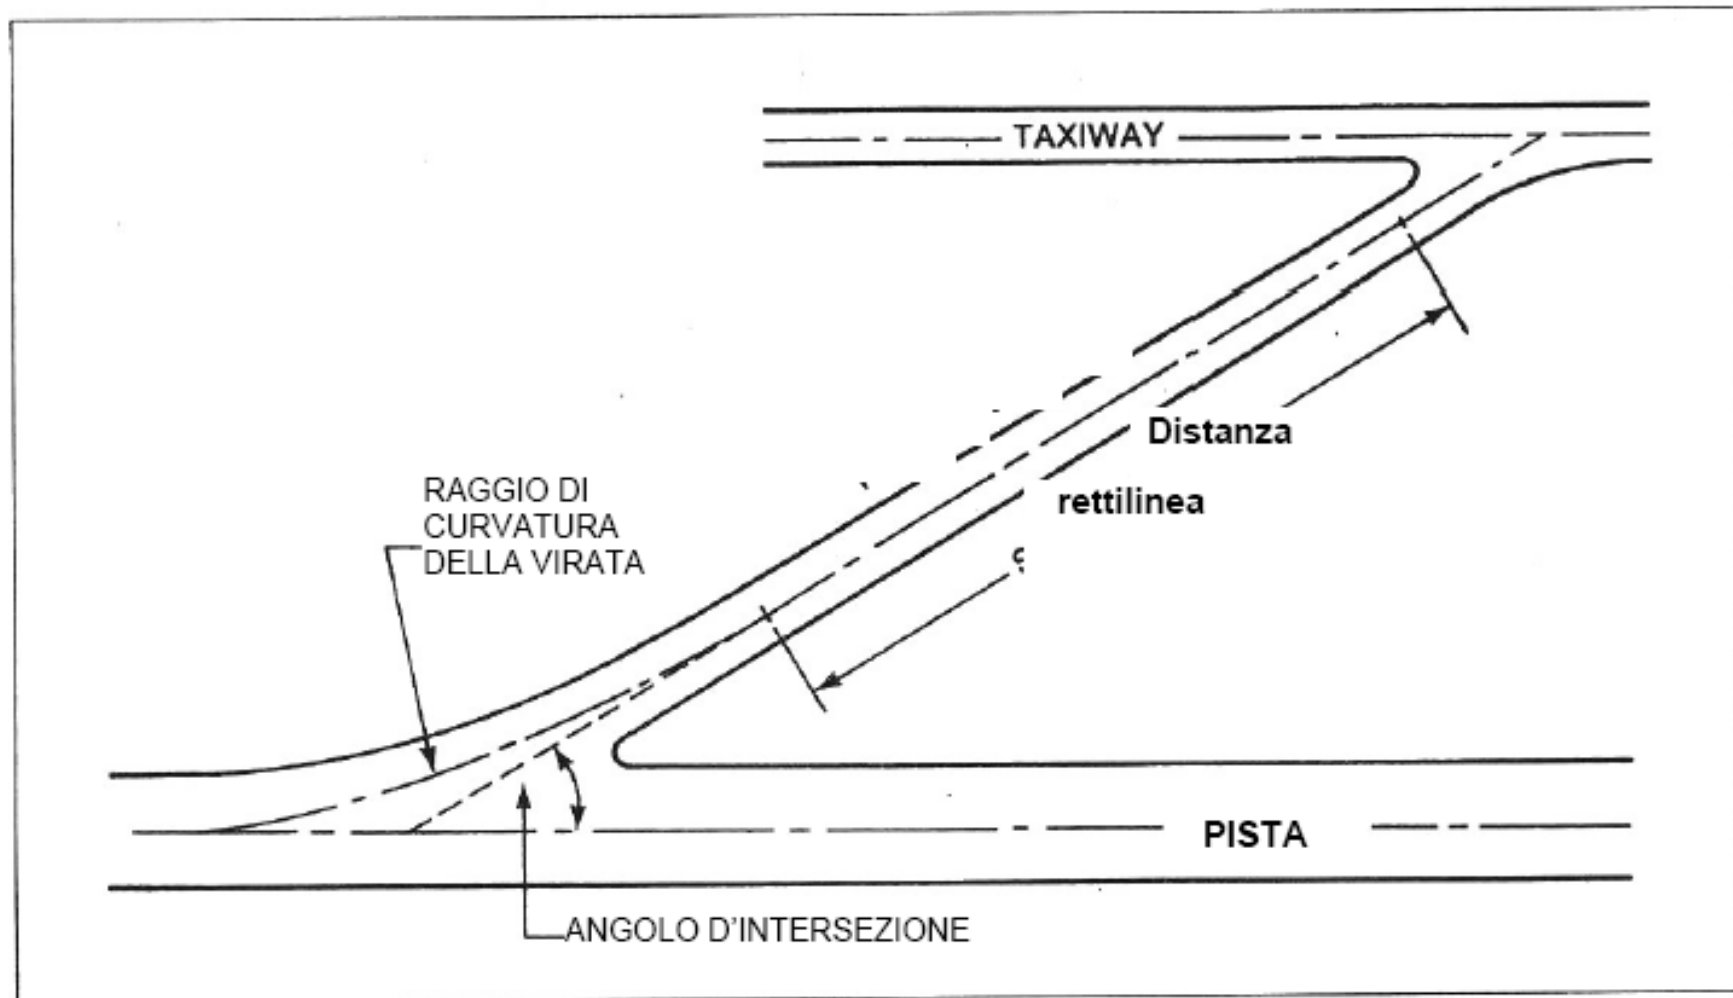 TAXIWAY
Distanza
rettilinea
RAGGIO DI
CURVATURA
DELLA VIRATA
PISTA
ANGOLO D'INTERSEZIONE